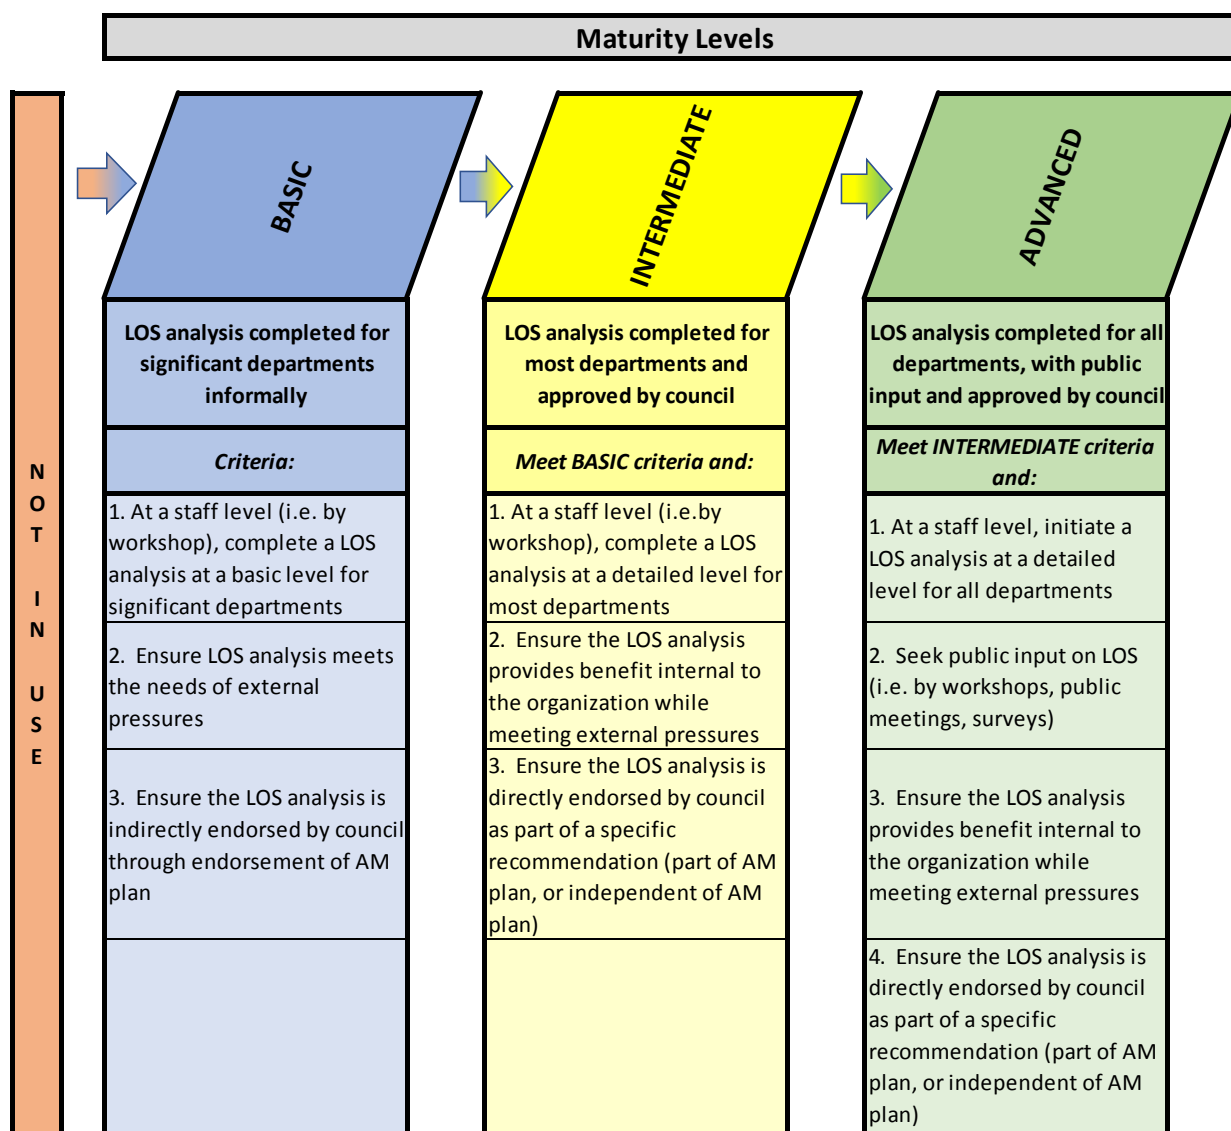 Maturity Levels
NOT IN USE
BASIC
LOS analysis completed for
significant departments
informally
Criteria:
1. At a staff level (i.e. by
workshop), complete a LOS
analysis at a basic level for
significant departments
2.  Ensure LOS analysis meets
the needs of external
pressures
3.  Ensure the LOS analysis is
indirectly endorsed by council
through endorsement of AM
plan
INTERMEDIATE
LOS analysis completed for
most departments and
approved by council
Meet BASIC criteria and:
1. At a staff level (i.e.by
workshop), complete a LOS
analysis at a detailed level for
most departments
2.  Ensure the LOS analysis
provides benefit internal to
the organization while
meeting external pressures
3.  Ensure the LOS analysis is
directly endorsed by council
as part of a specific
recommendation (part of AM
plan, or independent of AM
plan)
ADVANCED
LOS analysis completed for all
departments, with public
input and approved by council
Meet INTERMEDIATE criteria
and:
1. At a staff level, initiate a
LOS analysis at a detailed
level for all departments
2.  Seek public input on LOS
(i.e. by workshops, public
meetings, surveys)
3.  Ensure the LOS analysis
provides benefit internal to
the organization while
meeting external pressures
4.  Ensure the LOS analysis is
directly endorsed by council
as part of a specific
recommendation (part of AM
plan, or independent of AM
plan)